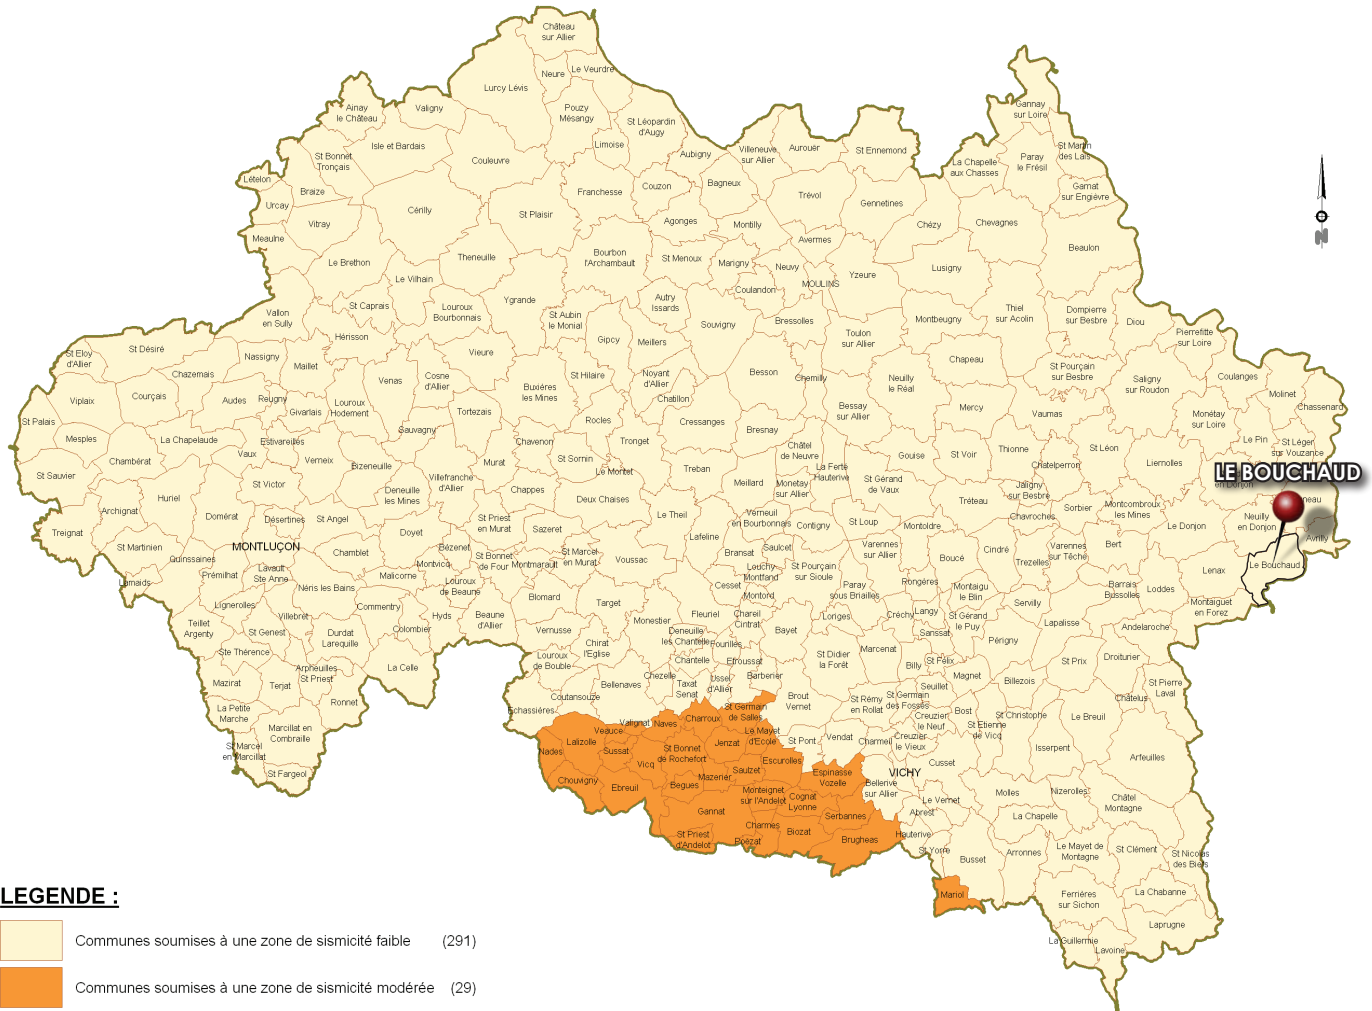 Château
sur Allier
Neure
Le Veurdre
Lurcy Lévis
Ainay
le Château
Valigny
Pouzy
Mésangy
St Léopardin
d'Augy
Limoise
Isle et Bardais
Couleuvre
St Bonnet
Tronçais
Aubigny
Villeneuve
sur Allier
Aurouër
St Ennemond
Gannay
sur Loire
St Martin
des Lais
Paray
le Frésil
La Chapelle
aux Chasses
Garnat
sur Engièvre
Lételon
Braize
Urcay
Vitray
Meaulne
Cérilly
St Plaisir
Franchesse
Couzon
Bagneux
Trévol
Gennetines
Agonges
Montilly
Chézy
Chevagnes
Beaulon
Avermes
Le Brethon
Le Vilhain
Theneuille
Bourbon
l'Archambault
St Menoux
Marigny
Neuvy
Coulandon
MOULINS
Yzeure
Lusigny
Vallon
en Sully
St Caprais
Louroux
Bourbonnais
Ygrande
St Aubin
le Monial
Autry
Issards
Souvigny
Bressolles
Toulon
sur Allier
Montbeugny
Thiel
sur Acolin
Dompierre
sur Besbre
Diou
Pierrefitte
sur Loire
Hérisson
Gipcy
Meillers
St Eloy
d'Allier
St Désiré
Nassigny
Maillet
Vieure
Chazemais
Venas
Cosne
d'Allier
Buxières
les Mines
St Hilaire
Noyant
d'Allier
Chatillon
Besson
Chemilly
Neuilly
le Réal
Chapeau
St Pourçain
sur Besbre
Saligny
sur Roudon
Coulanges
Molinet
Chassenard
Viplaix
Courçais
Audes
Reugny
Givarlais
Louroux
Hodement
Tortezais
Rocles
Cressanges
Bessay
sur Allier
Mercy
Vaumas
Monétay
sur Loire
St Palais
Mesples
La Chapelaude
Estivareilles
Vaux
Sauvagny
Chavenon
Tronget
Bresnay
Châtel
de Neuvre
Gouise
St Voir
Thionne
St Léon
Le Pin
St Léger
sur Vouzance
Chambérat
Verneix
Bizeneuille
Murat
St Sornin
Le Montet
Treban
La Ferté
Hauterive
Chatelperron
Liernolles
LE BOUCHAUD
St Sauvier
Huriel
St Victor
Deneuille
les Mines
Villefranche
d'Allier
Chappes
Deux Chaises
Meillard
Monetay
sur Allier
St Gérand
de Vaux
Tréteau
Jaligny
sur Besbre
Sorbier
Montcombroux
les Mines
en Donjon
neau
Archignat
Domérat
Désertines
St Angel
Doyet
St Priest
en Murat
Sazeret
Le Theil
Verneuil
en Bourbonnais
Contigny
St Loup
Montoldre
Chavroches
Le Donjon
Neuilly
en Donjon
Avrilly
Treignat
St Martinien
Quinssaines
MONTLUÇON
Chamblet
Bézenet
Montvicq
St Bonnet
de Four
Montmarault
St Marcel
en Murat
Voussac
Lafeline
Bransat
Saulcet
Varennes
sur Allier
Boucé
Cindré
Trezelles
Varennes
sur Tèche
Bert
Lenax
Le Bouchaud
Lamaids
Prémilhat
Lavault
Ste Anne
Néris les Bains
Malicorne
Louroux
de Beaune
Blomard
Cesset
Louchy
Montfand
Montord
St Pourçain
sur Sioule
Paray
sous Briailles
Rongères
Montaigu
le Blin
Barrais
Bussolles
Loddes
Montaiguet
en Forez
Lignerolles
Teillet
Argenty
Villebret
Commentry
Hyds
Beaune
d'Allier
Target
Monestier
Fleuriel
Chareil
Cintrat
Loriges
Créchy
Langy
St Gérand
le Puy
Servilly
Lapalisse
Andelaroche
St Genest
Durdat
Larequille
Colombier
Vernusse
Chirat
l'Eglise
Deneuille
les Chantelle
Fourilles
Bayet
Sanssat
Périgny
Ste Thérence
Arpheuilles
St Priest
La Celle
Louroux
de Bouble
Chantelle
Etroussat
St Didier
la Forêt
Marcenat
Billy
St Félix
Magnet
Billezois
St Prix
Droiturier
Mazirat
Terjat
Ronnet
Echassières
Coutansouze
Bellenaves
Chezelle
Taxat
Senat
Ussel
d'Allier
Barberier
Brout
Vernet
St Rémy
en Rollat
St Germain
des Fossés
Seuillet
Bost
St Christophe
Châtelus
St Pierre
Laval
La Petite
Marche
Marcillat en
Combraille
Valignat
Naves
Charroux
St Germain
de Salles
Creuzier
le Neuf
St Etienne
de Vicq
Le Breuil
Nades
Lalizolle
Veauce
Sussat
Vicq
St Bonnet
de Rochefort
Jenzat
Le Mayet
d'Ecole
St Pont
Vendat
Charmeil
Creuzier
le Vieux
Isserpent
Arfeuilles
St Marcel
en Marcillat
St Fargeol
Chouvigny
Ebreuil
Begues
Mazerier
Saulzet
Escurolles
Espinasse
Vozelle
Bellerive
sur Allier
VICHY
Cusset
Molles
Nizerolles
Châtel
Montagne
Gannat
Monteignet
sur l'Andelot
Cognat
Lyonne
Serbannes
Abrest
Le Vernet
La Chapelle
St Priest
d'Andelot
Poëzat
Charmes
Biozat
Brugheas
Hauterive
St Yorre
Busset
Arronnes
Le Mayet de
Montagne
St Clément
St Nicolas
des Biefs
Mariol
Ferrières
sur Sichon
La Chabanne
Laprugne
La Guillermie
Lavoine
N
LEGENDE :
Communes soumises à une zone de sismicité faible (291)
Communes soumises à une zone de sismicité modérée (29)